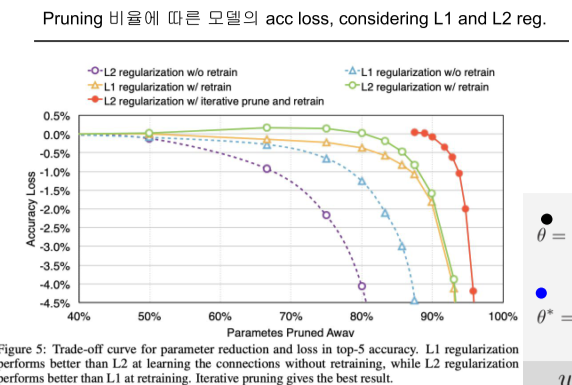 Pruning 비율에 따른 모델의 acc loss, considering L1 and L2 reg.
L2 regularization w/o retrain
L1 regularization w/o retrain
L1 regularization w/ retrain
L2 regularization w/ retrain
L2 regularization w/ iterative prune and retrain
0.5%
0.0%
-0.5%
-1.0%
-1.5%
-2.0%
-2.5%
-3.0%
-3.5%
-4.0%
-4.5%
Accuracy Loss
40% 50% 60% 70% 80% 90% 100%
Parametes Pruned Away
Figure 5: Trade-off curve for parameter reduction and loss in top-5 accuracy. L1 regularization
performs better than L2 at learning the connections without retraining, while L2 regularization
performs better than L1 at retraining. Iterative pruning gives the best result.
θ =
θ* =